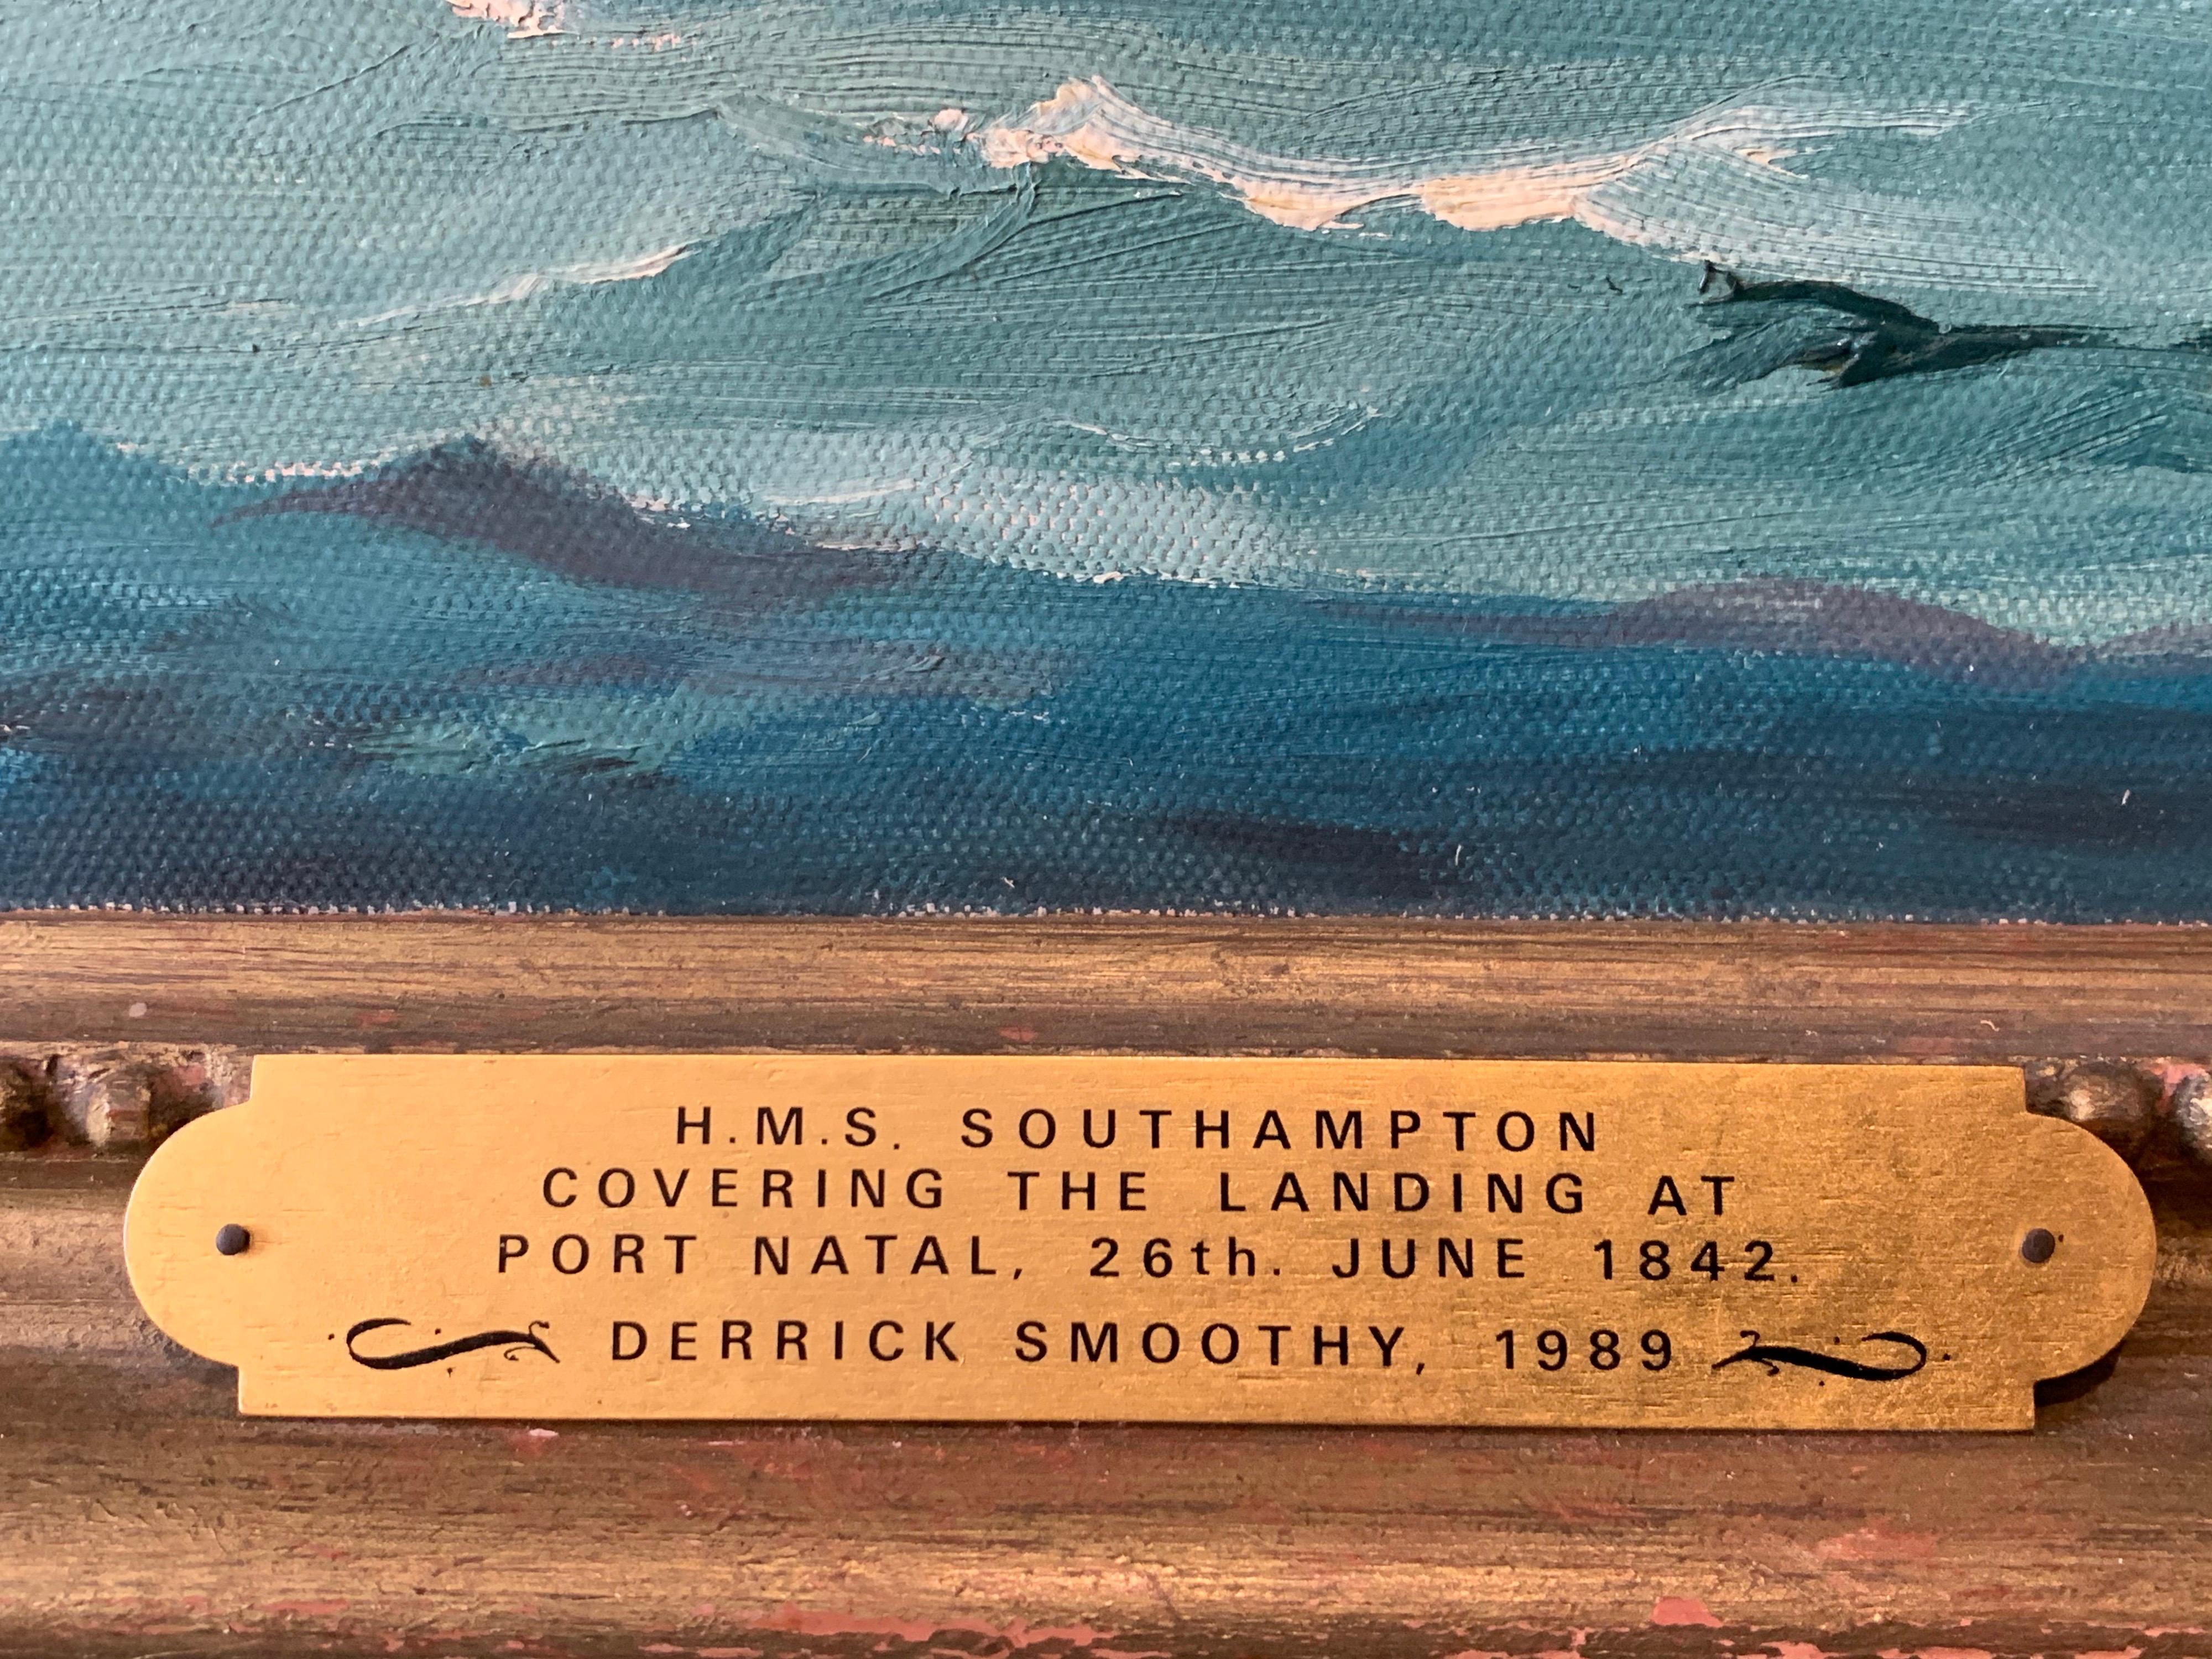 H.M.S. SOUTHAMPTON
COVERING THE LANDING AT
PORT NATAL, 26th. JUNE 1842.
DERRICK SMOOTHY, 1989